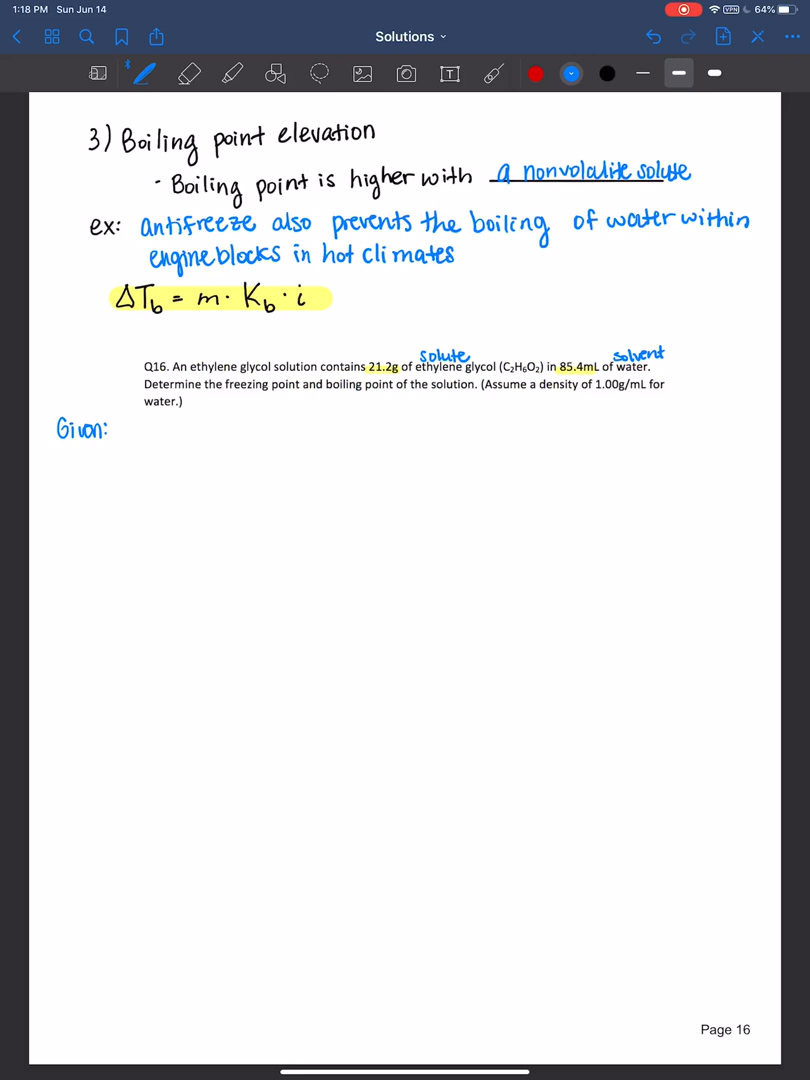 1:18 PM Sun Jun 14
VPN 64%
Solutions
T
3) Boiling point elevation
· Boiling point is higher with a nonvolatile solute
ex: antifreeze also prevents the boiling of water within
engine blocks in hot climates
ΔTb = m · Kb · i
solute solvent
Q16. An ethylene glycol solution contains 21.2g of ethylene glycol (C₂H₆O₂) in 85.4mL of water.
Determine the freezing point and boiling point of the solution. (Assume a density of 1.00g/mL for
water.)
Given:
Page 16